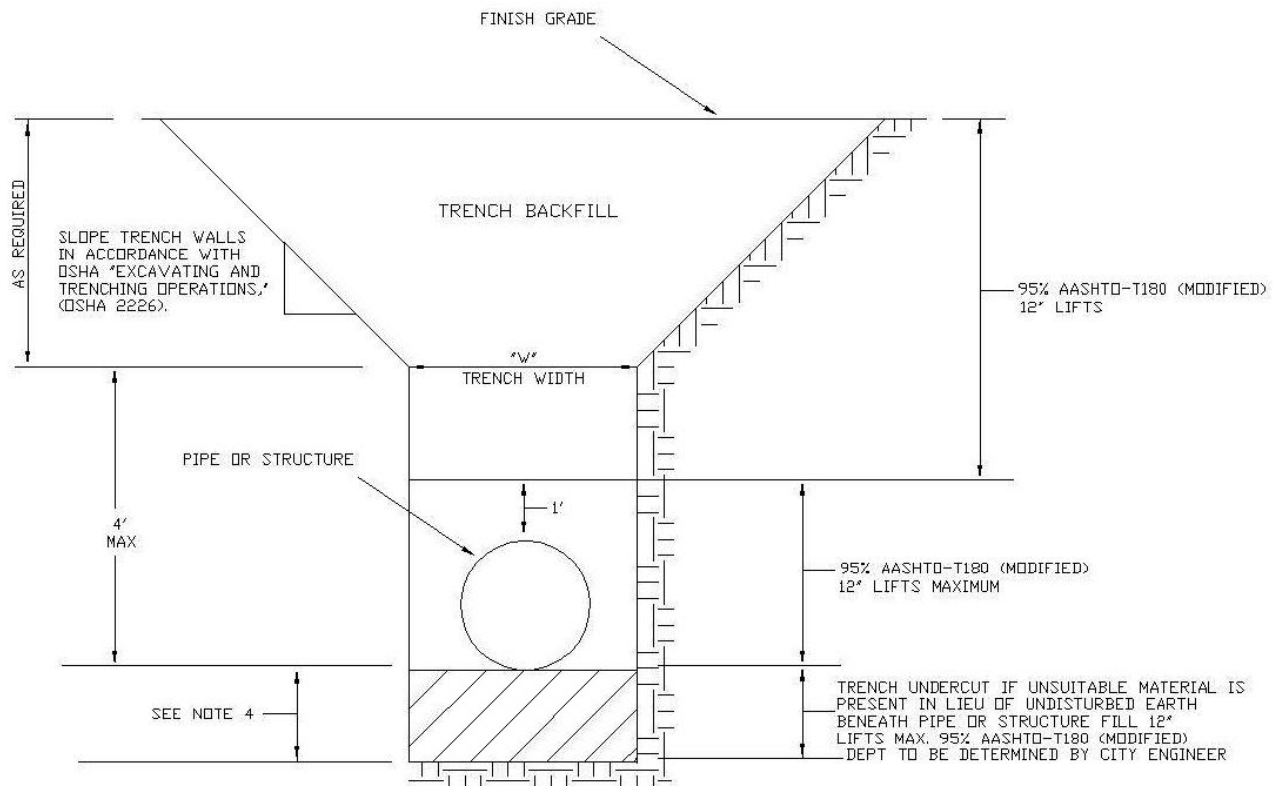 FINISH GRADE
AS REQUIRED
TRENCH BACKFILL
SLOPE TRENCH WALLS
IN ACCORDANCE WITH
OSHA "EXCAVATING AND
TRENCHING OPERATIONS,"
(OSHA 2226).
95% AASHTO-T180 (MODIFIED)
12" LIFTS
"W"
TRENCH WIDTH
PIPE OR STRUCTURE
1'
4'
MAX
95% AASHTO-T180 (MODIFIED)
12" LIFTS MAXIMUM
SEE NOTE 4
TRENCH UNDERCUT IF UNSUITABLE MATERIAL IS
PRESENT IN LIEU OF UNDISTURBED EARTH
BENEATH PIPE OR STRUCTURE FILL 12"
LIFTS MAX. 95% AASHTO-T180 (MODIFIED)
DEPT TO BE DETERMINED BY CITY ENGINEER